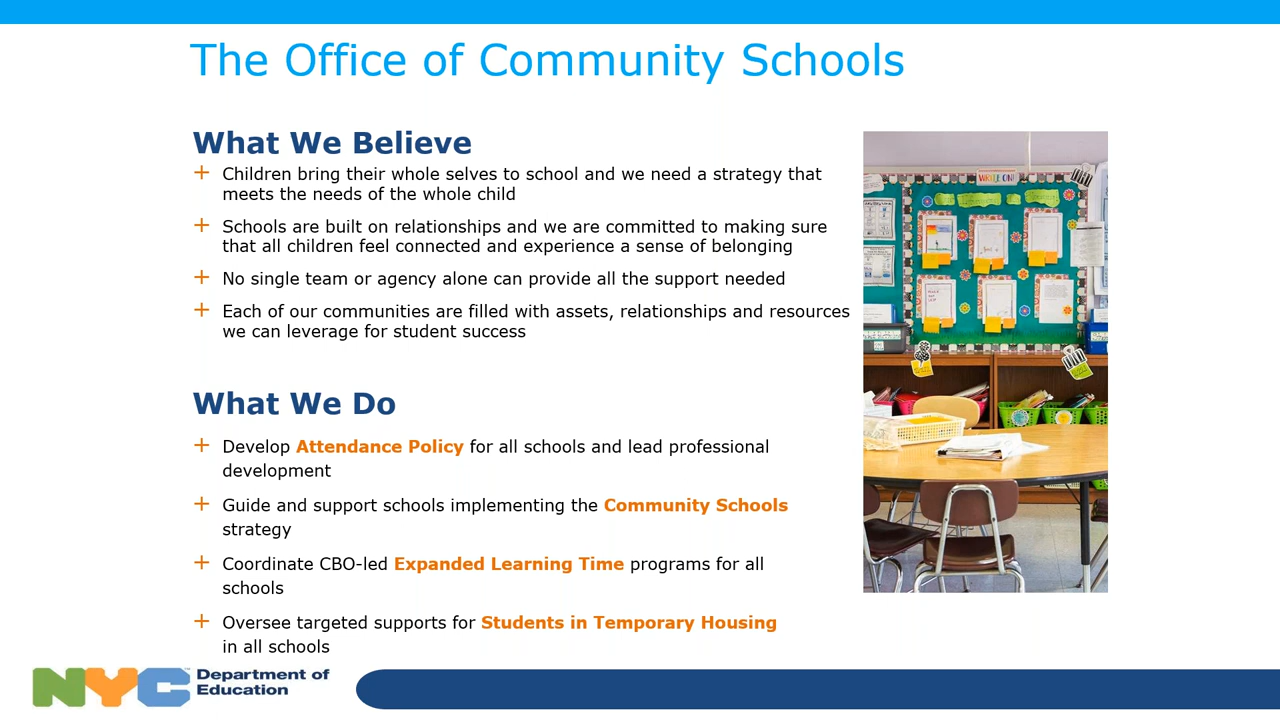 The Office of Community Schools
What We Believe
+ Children bring their whole selves to school and we need a strategy that
meets the needs of the whole child
+ Schools are built on relationships and we are committed to making sure
that all children feel connected and experience a sense of belonging
+ No single team or agency alone can provide all the support needed
+ Each of our communities are filled with assets, relationships and resources
we can leverage for student success
WRITE ON!
What We Do
+ Develop Attendance Policy for all schools and lead professional
development
+ Guide and support schools implementing the Community Schools
strategy
+ Coordinate CBO-led Expanded Learning Time programs for all
schools
+ Oversee targeted supports for Students in Temporary Housing
in all schools
NYC Department of
Education